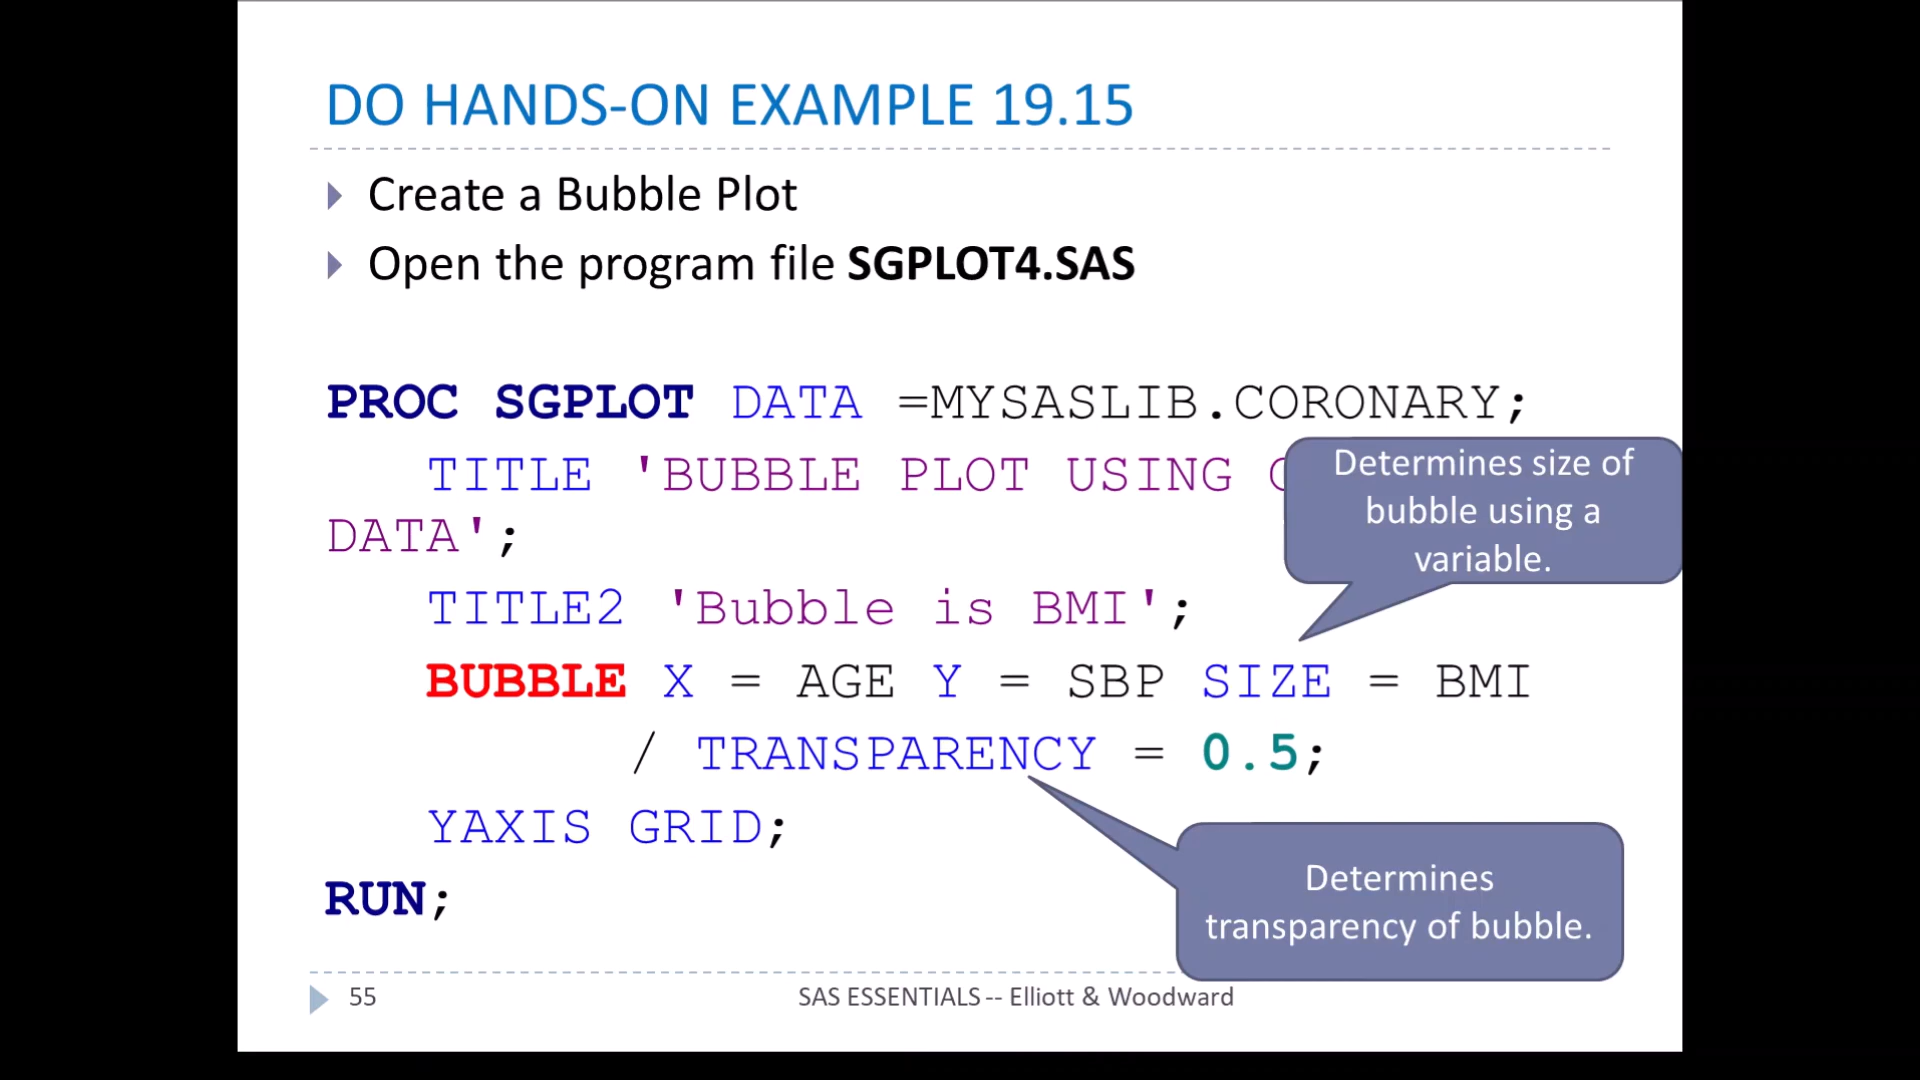 DO HANDS-ON EXAMPLE 19.15
Create a Bubble Plot
Open the program file SGPLOT4.SAS
PROC SGPLOT DATA =MYSASLIB.CORONARY;
TITLE 'BUBBLE PLOT USING
DATA';
TITLE2 'Bubble is BMI';
BUBBLE X = AGE Y = SBP SIZE = BMI
/ TRANSPARENCY = 0.5;
YAXIS GRID;
RUN;
Determines size of
bubble using a
variable.
Determines
transparency of bubble.
55
SAS ESSENTIALS -- Elliott & Woodward